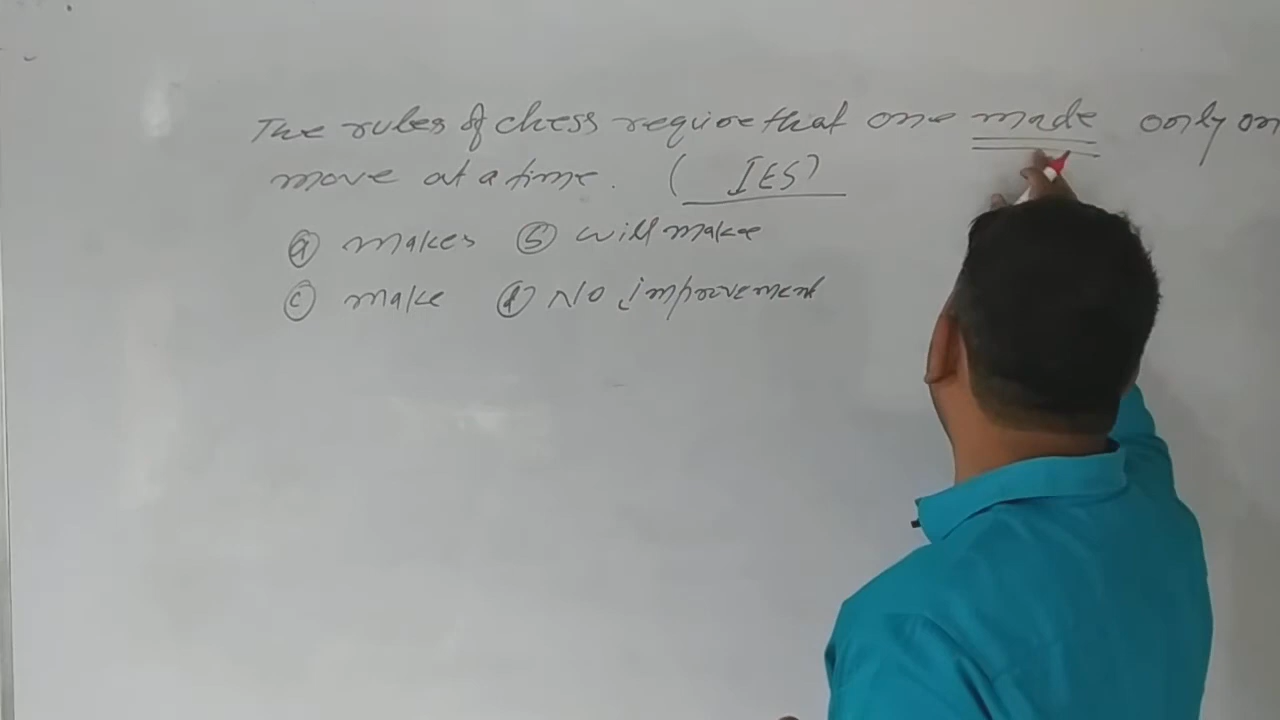 The rules of chess require that one made only on
move at a time. ( IES )
(a) makes (b) will make
(c) make (d) No improvement